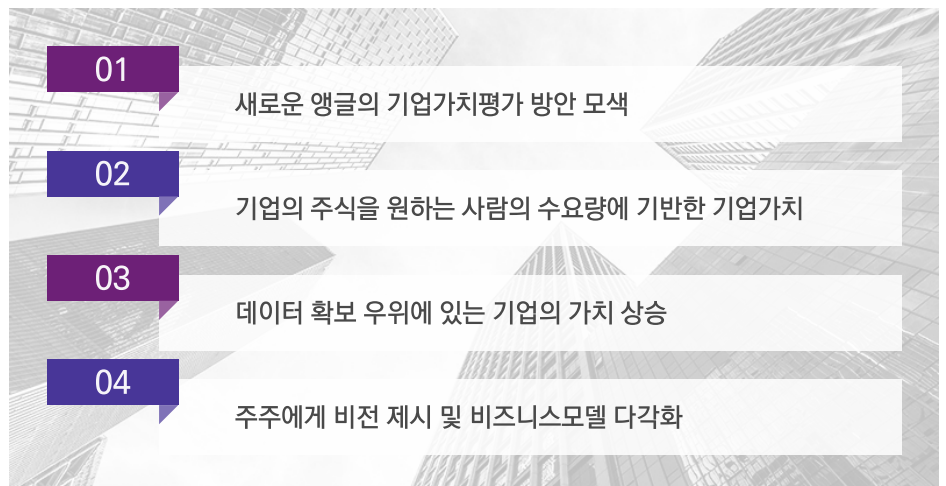 01
새로운 앵글의 기업가치평가 방안 모색
02
기업의 주식을 원하는 사람의 수요량에 기반한 기업가치
03
데이터 확보 우위에 있는 기업의 가치 상승
04
주주에게 비전 제시 및 비즈니스모델 다각화